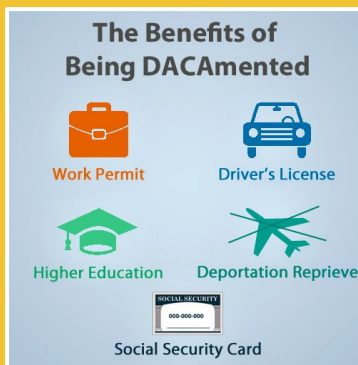 The Benefits of
Being DACAmented
Work Permit
Driver's License
Higher Education
Deportation Reprieve
SOCIAL SECURITY
000-000-000
Social Security Card